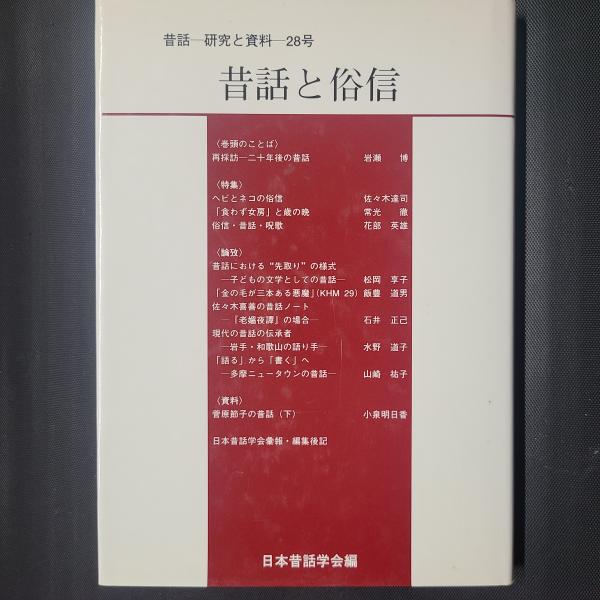 昔話―研究と資料―28号
昔話と俗信
〈巻頭のことば〉
再採訪―二十年後の昔話 岩瀬 博
〈特集〉
ヘビとネコの俗信 佐々木達司
「食わず女房」と歳の晩 常光 徹
俗信・昔話・呪歌 花部 英雄
〈論攷〉
昔話における“先取り”の様式
―子どもの文学としての昔話― 松岡 享子
「金の毛が三本ある悪魔」(KHM 29) 飯豊 道男
佐々木喜善の昔話ノート
―『老媼夜譚』の場合― 石井 正己
現代の昔話の伝承者
―岩手・和歌山の語り手― 水野 道子
「語る」から「書く」へ
―多摩ニュータウンの昔話― 山崎 祐子
〈資料〉
菅原節子の昔話（下） 小泉明日香
日本昔話学会彙報・編集後記
日本昔話学会編